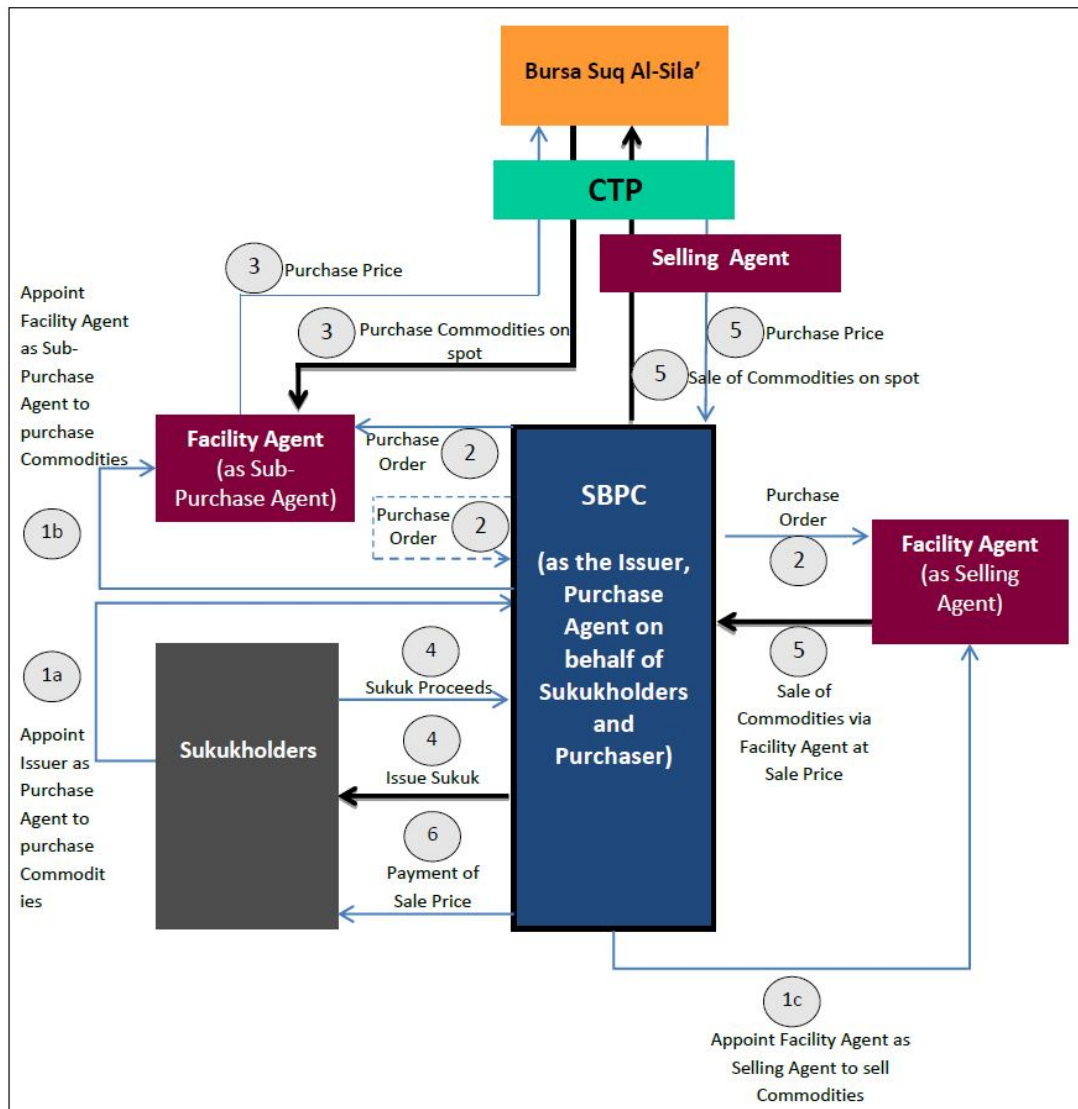 Bursa Suq Al-Sila’
CTP
Selling Agent
3
Purchase Price
3
Purchase Commodities on
spot
5
Purchase Price
5
Sale of Commodities on spot
Appoint
Facility Agent
as Sub-
Purchase
Agent to
purchase
Commodities
Facility Agent
(as Sub-
Purchase Agent)
Purchase
Order
2
Purchase
Order
2
1b
SBPC
(as the Issuer,
Purchase
Agent on
behalf of
Sukukholders
and
Purchaser)
Purchase
Order
2
Facility Agent
(as Selling
Agent)
5
Sale of
Commodities via
Facility Agent at
Sale Price
1a
Appoint
Issuer as
Purchase
Agent to
purchase
Commodit
ies
Sukukholders
4
Sukuk Proceeds
4
Issue Sukuk
6
Payment of
Sale Price
1c
Appoint Facility Agent as
Selling Agent to sell
Commodities